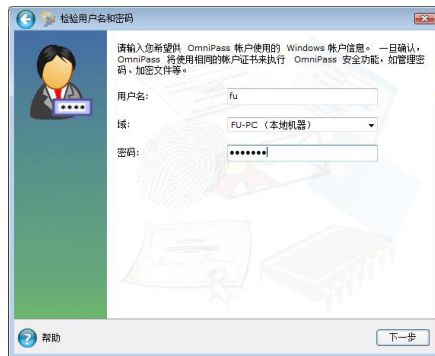 检验用户名和密码
请输入您希望供 OmniPass 帐户使用的 Windows 帐户信息。 一旦确认，
OmniPass 将使用相同的帐户证书来执行 OmniPass 安全功能，如管理密
码、加密文件等。
用户名: fu
域: FU-PC （本地机器）
密码: •••••••
帮助 下一步